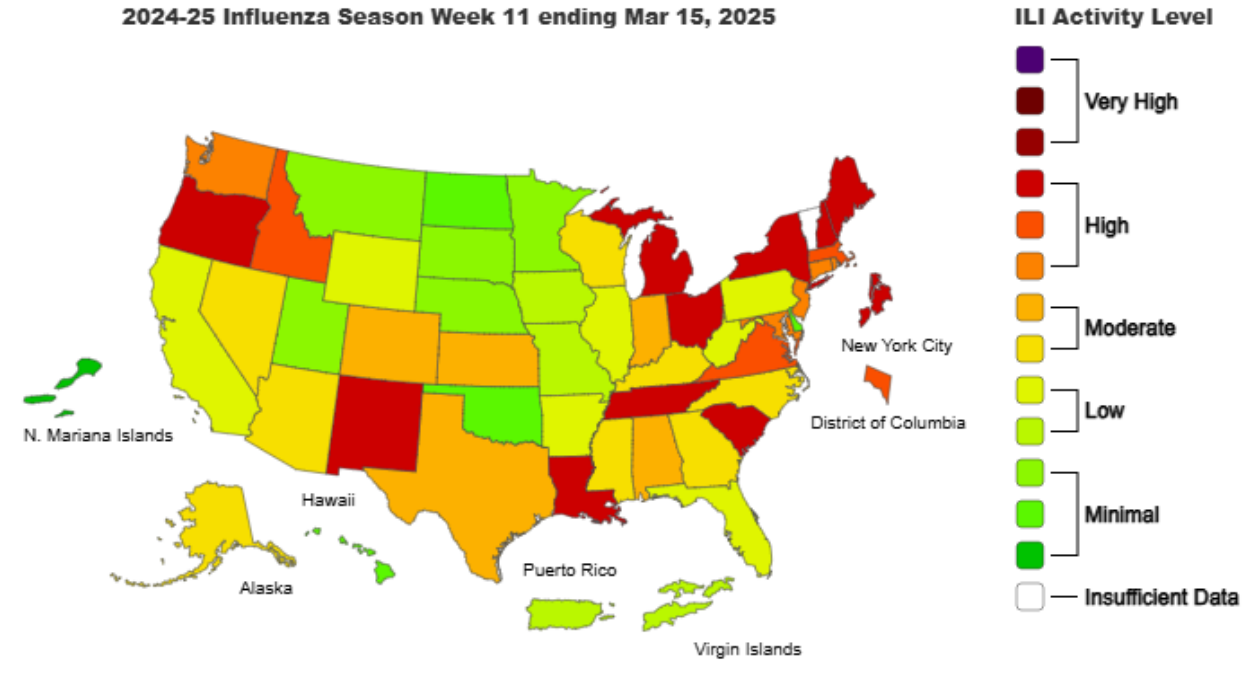 2024-25 Influenza Season Week 11 ending Mar 15, 2025
ILI Activity Level
Very High
High
Moderate
Low
Minimal
Insufficient Data
New York City
District of Columbia
N. Mariana Islands
Hawaii
Alaska
Puerto Rico
Virgin Islands